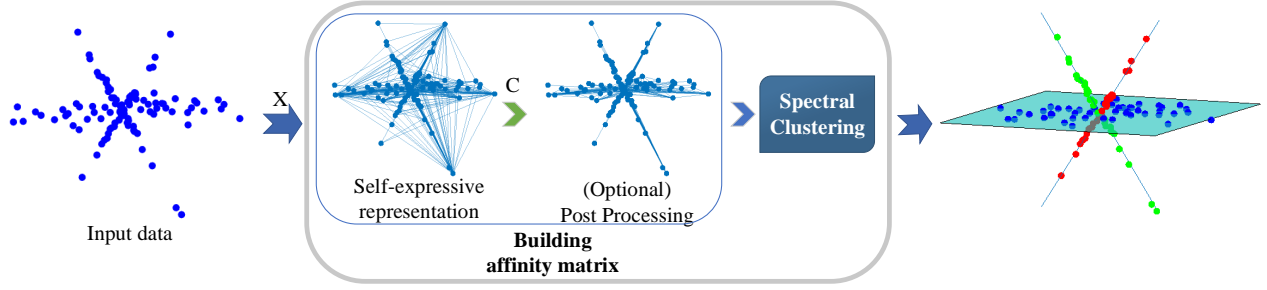 Input data
X
Self-expressive
representation
C
(Optional)
Post Processing
Building
affinity matrix
Spectral
Clustering